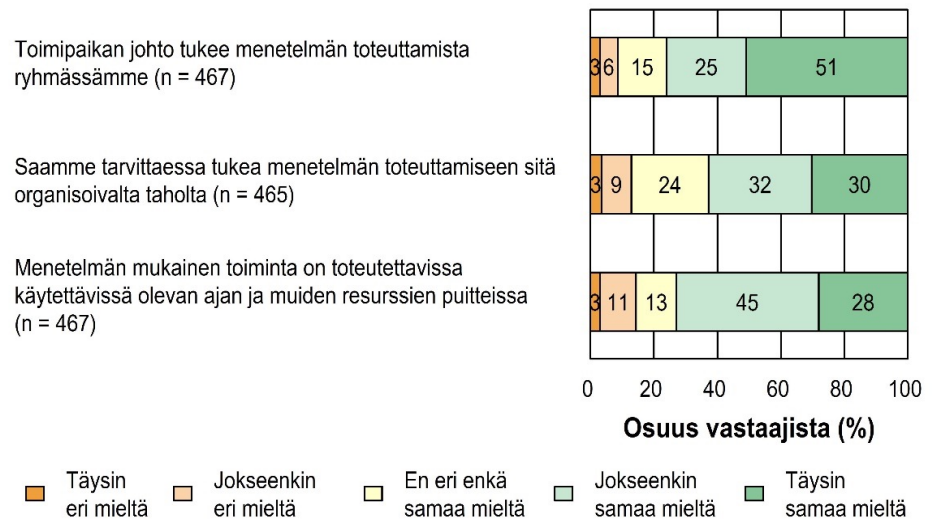 Toimipaikan johto tukee menetelmän toteuttamista
ryhmässämme (n = 467)
3 6 15 25 51
Saamme tarvittaessa tukea menetelmän toteuttamiseen sitä
organisoivalta taholta (n = 465)
3 9 24 32 30
Menetelmän mukainen toiminta on toteutettavissa
käytettävissä olevan ajan ja muiden resurssien puitteissa
(n = 467)
3 11 13 45 28
0 20 40 60 80 100
Osuus vastaajista (%)
Täysin
eri mieltä
Jokseenkin
eri mieltä
En eri enkä
samaa mieltä
Jokseenkin
samaa mieltä
Täysin
samaa mieltä